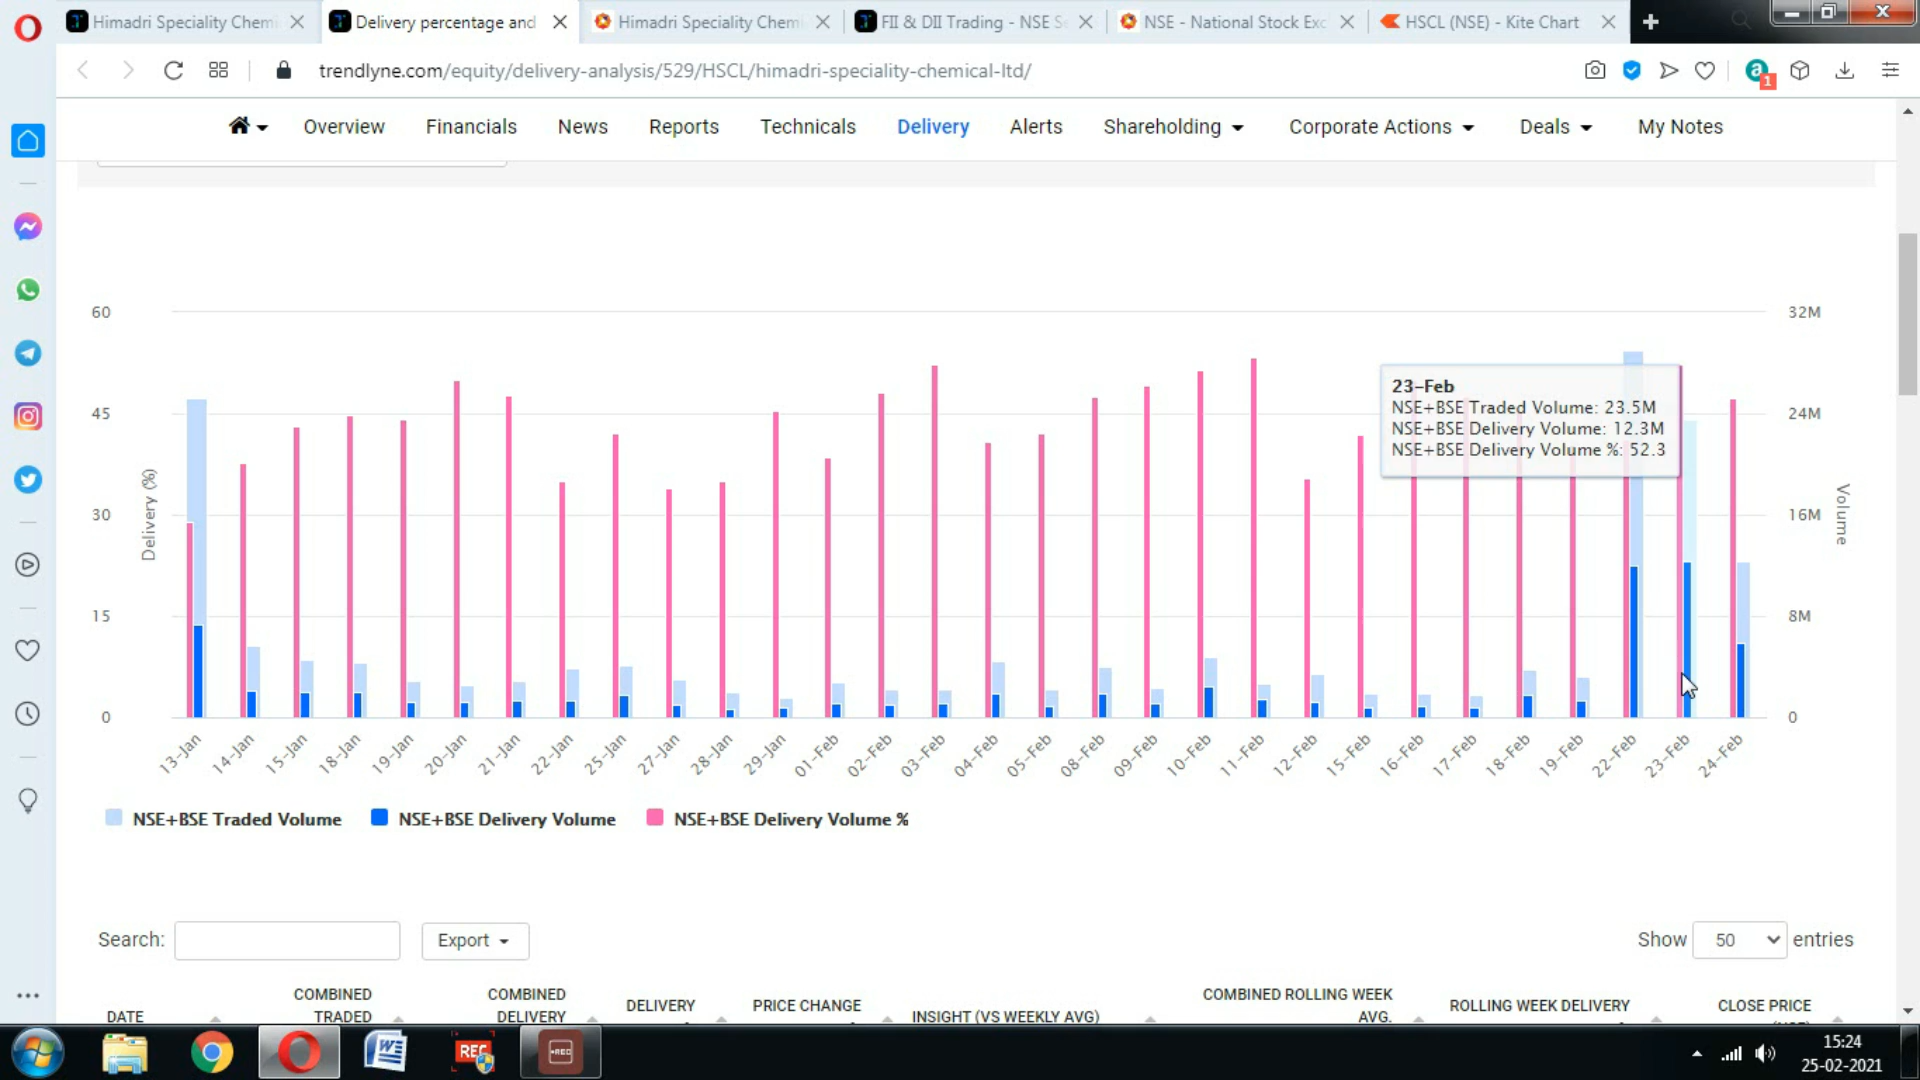 Himadri Speciality Chemi
Delivery percentage and
Himadri Speciality Chemi
FII & DII Trading - NSE Se
NSE - National Stock Exc
HSCL (NSE) - Kite Chart
trendlyne.com/equity/delivery-analysis/529/HSCL/himadri-speciality-chemical-ltd/
a
1
Overview Financials News Reports Technicals Delivery Alerts Shareholding Corporate Actions Deals My Notes
60 32M
45 24M
30 16M
15 8M
0 0
Delivery (%)
Volume
23-Feb
NSE+BSE Traded Volume: 23.5M
NSE+BSE Delivery Volume: 12.3M
NSE+BSE Delivery Volume %: 52.3
13-Jan 14-Jan 15-Jan 18-Jan 19-Jan 20-Jan 21-Jan 22-Jan 25-Jan 27-Jan 28-Jan 29-Jan 01-Feb 02-Feb 03-Feb 04-Feb 05-Feb 08-Feb 09-Feb 10-Feb 11-Feb 12-Feb 15-Feb 16-Feb 17-Feb 18-Feb 19-Feb 22-Feb 23-Feb 24-Feb
NSE+BSE Traded Volume NSE+BSE Delivery Volume NSE+BSE Delivery Volume %
Search: Export Show 50 entries
DATE
COMBINED
TRADED
COMBINED
DELIVERY
DELIVERY
PRICE CHANGE
INSIGHT (VS WEEKLY AVG)
COMBINED ROLLING WEEK
AVG.
ROLLING WEEK DELIVERY
CLOSE PRICE
W
REC
REC
15:24
25-02-2021